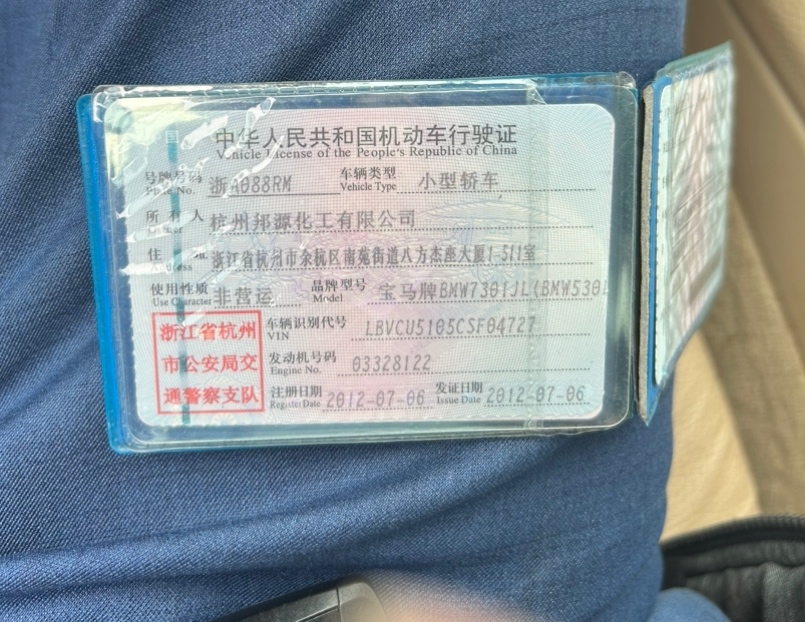 中华人民共和国机动车行驶证
Vehicle License of the People's Republic of China
号牌号码 浙A088RM 车辆类型 小型轿车
Plate No. Vehicle Type
所有人 杭州邦源化工有限公司
Owner
住址 浙江省杭州市余杭区南苑街道八方杰座大厦1-511室
使用性质 非营运 品牌型号 宝马牌BMW7301JL(BMW530L
Use Character Model
浙江省杭州
市公安局交
通警察支队
车辆识别代号 LBVCU5105CSF04727
VIN
发动机号码 03328122
Engine No.
注册日期 2012-07-06 发证日期 2012-07-06
Register Date Issue Date